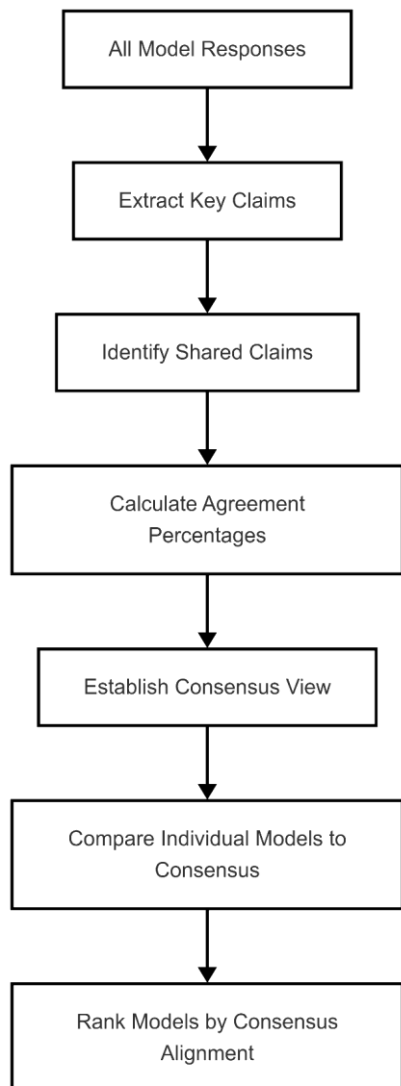 All Model Responses
Extract Key Claims
Identify Shared Claims
Calculate Agreement
Percentages
Establish Consensus View
Compare Individual Models to
Consensus
Rank Models by Consensus
Alignment